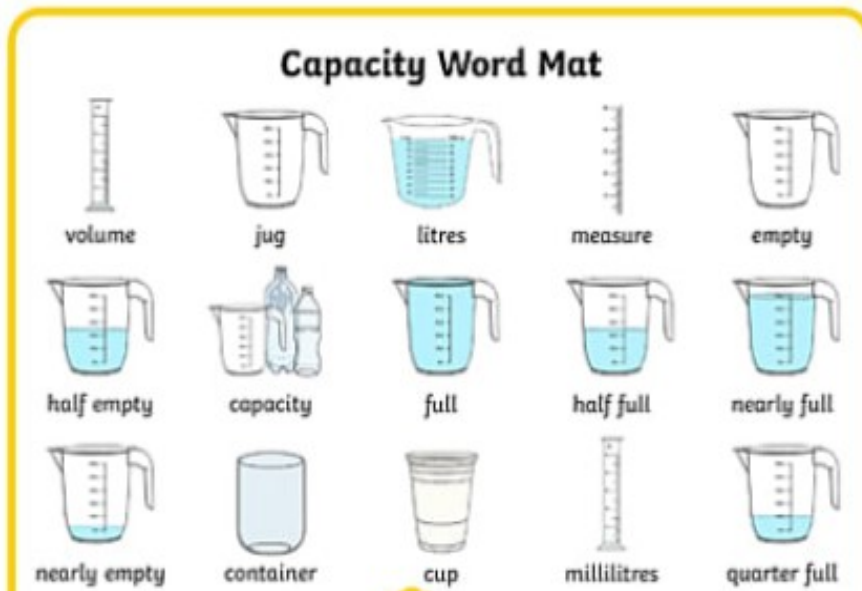 Capacity Word Mat
volume jug litres measure empty
half empty capacity full half full nearly full
nearly empty container cup millilitres quarter full